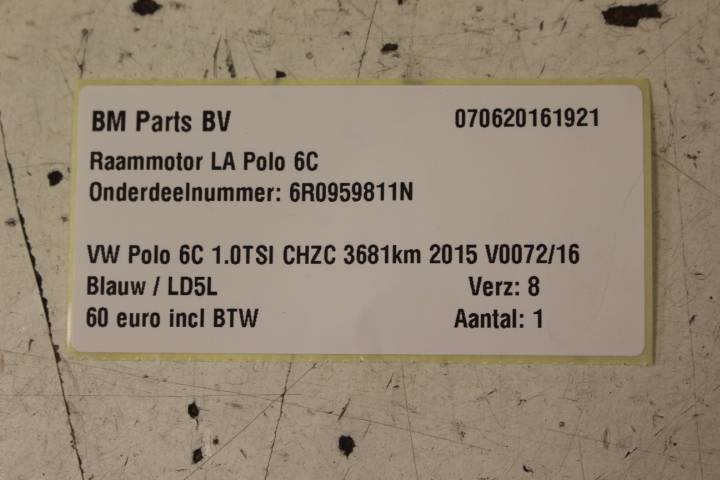 BM Parts BV 070620161921
Raammotor LA Polo 6C
Onderdeelnummer: 6R0959811N
VW Polo 6C 1.0TSI CHZC 3681km 2015 V0072/16
Blauw / LD5L Verz: 8
60 euro incl BTW Aantal: 1